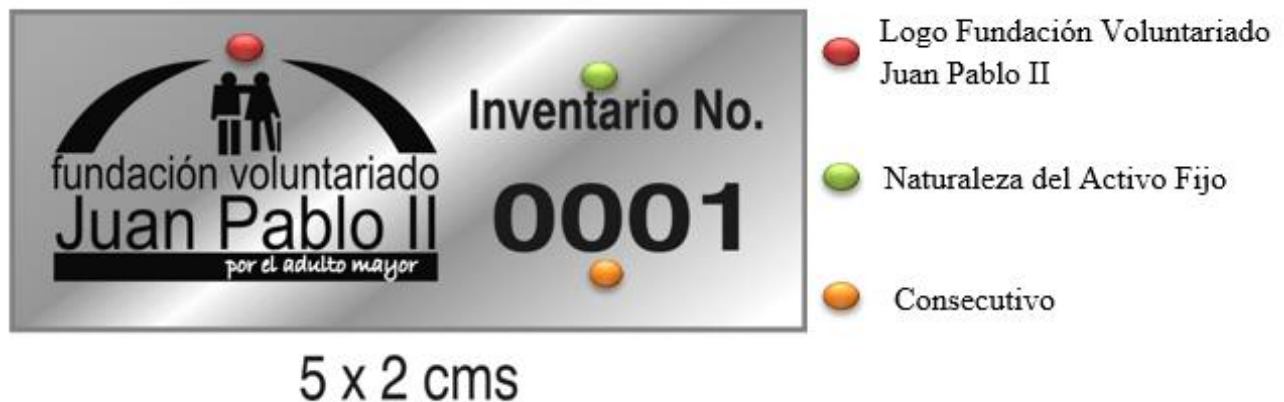 fundación voluntariado
Juan Pablo II
por el adulto mayor
Inventario No.
0001
5 x 2 cms
Logo Fundación Voluntariado
Juan Pablo II
Naturaleza del Activo Fijo
Consecutivo